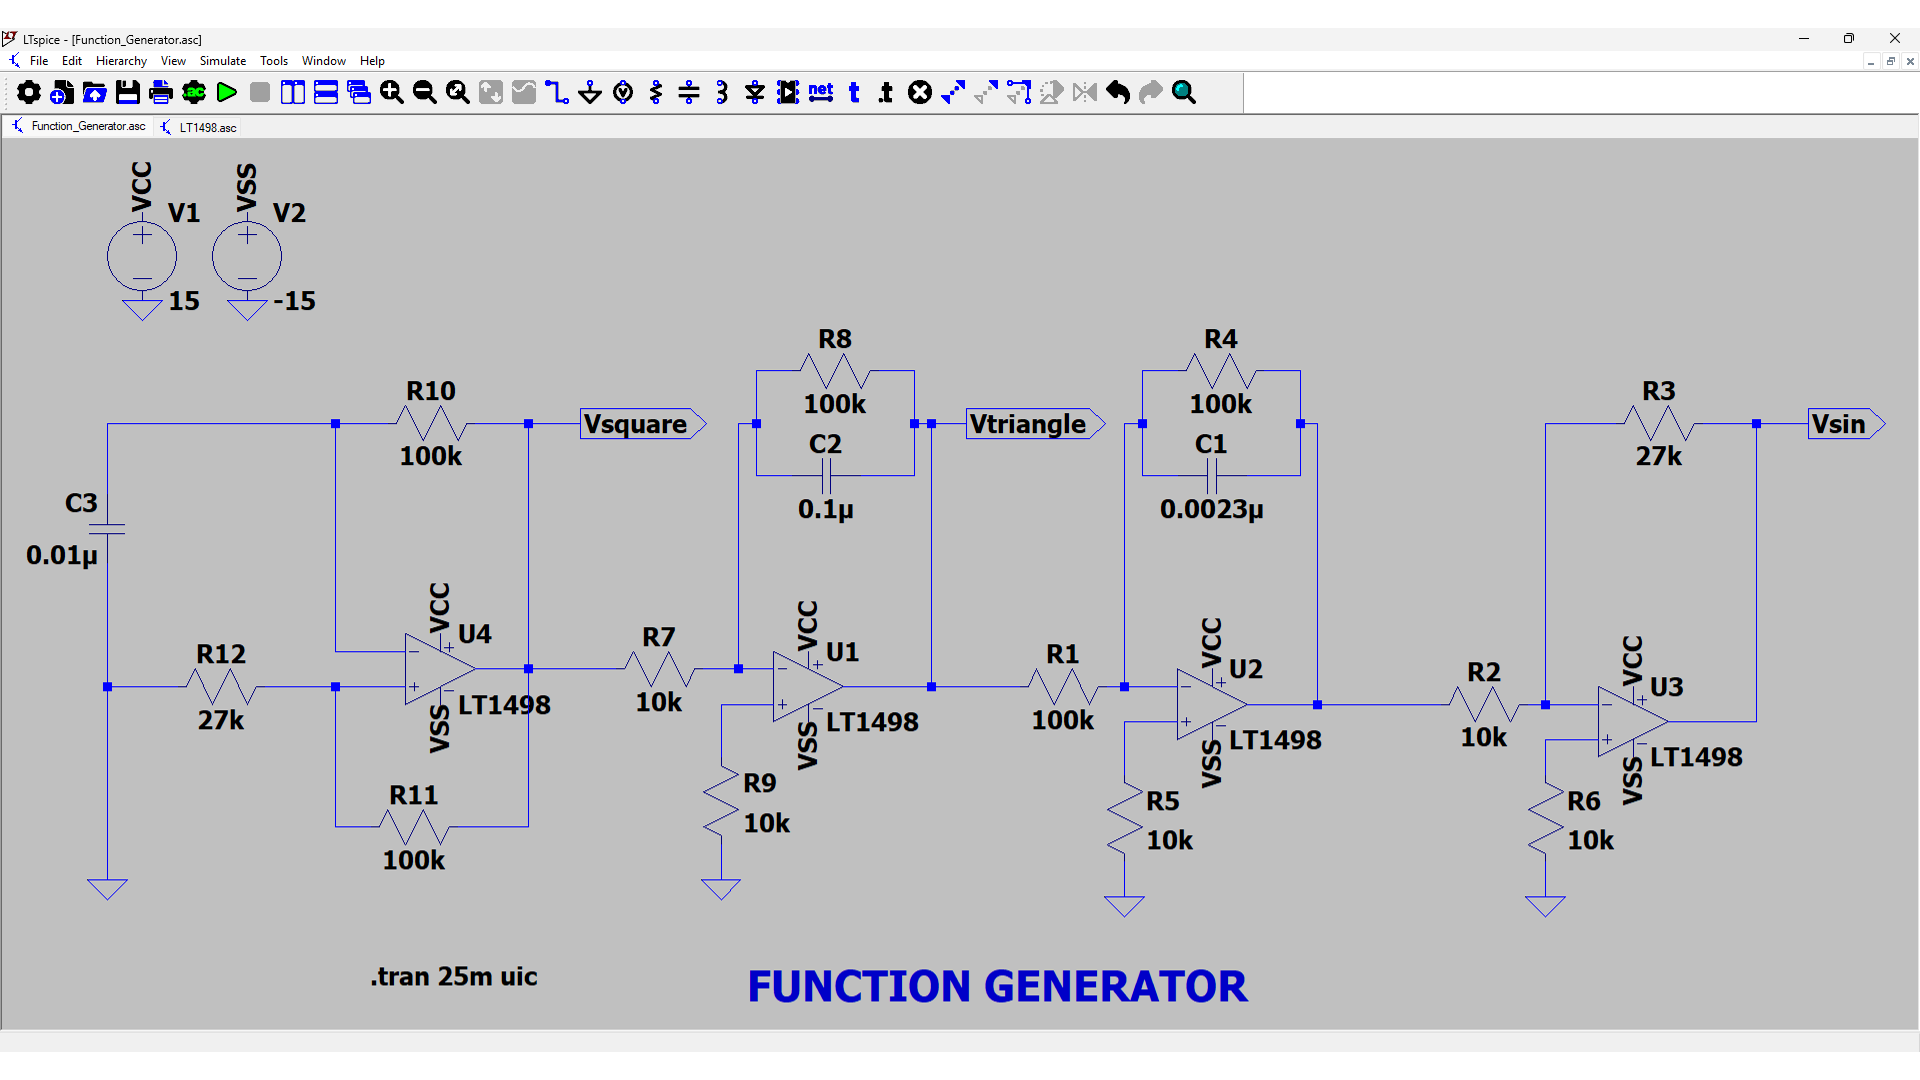 LTspice - [Function_Generator.asc]
File Edit Hierarchy View Simulate Tools Window Help
ac net t .t
Function_Generator.asc LT1498.asc
VCC VSS
V1 V2
15 -15
R8 R4
R10 100k 100k R3
Vsquare Vtriangle Vsin
100k C2 C1 27k
C3 0.1µ 0.0023µ
0.01µ
VCC VCC VCC VCC
R12 U4 R7 U1 R1 U2 R2 U3
27k LT1498 10k LT1498 100k LT1498 10k LT1498
VSS VSS VSS VSS
R11 R9 R5 R6
100k 10k 10k 10k
.tran 25m uic
FUNCTION GENERATOR